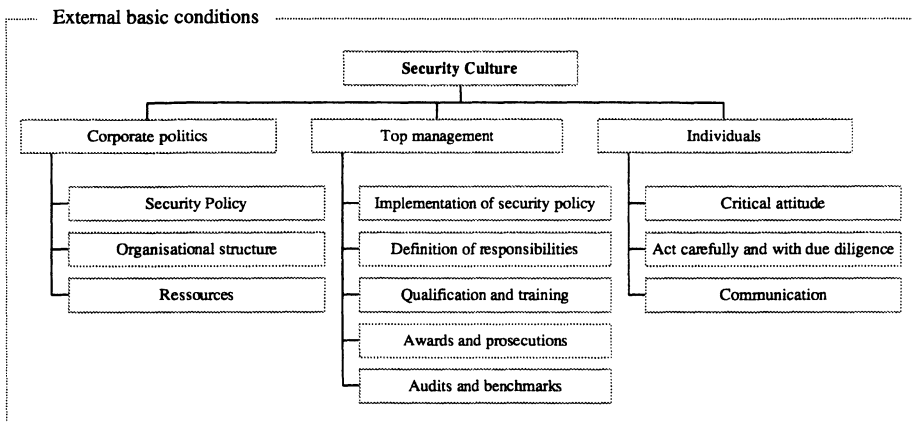 External basic conditions
Security Culture
Corporate politics
Security Policy
Organisational structure
Ressources
Top management
Implementation of security policy
Definition of responsibilities
Qualification and training
Awards and prosecutions
Audits and benchmarks
Individuals
Critical attitude
Act carefully and with due diligence
Communication